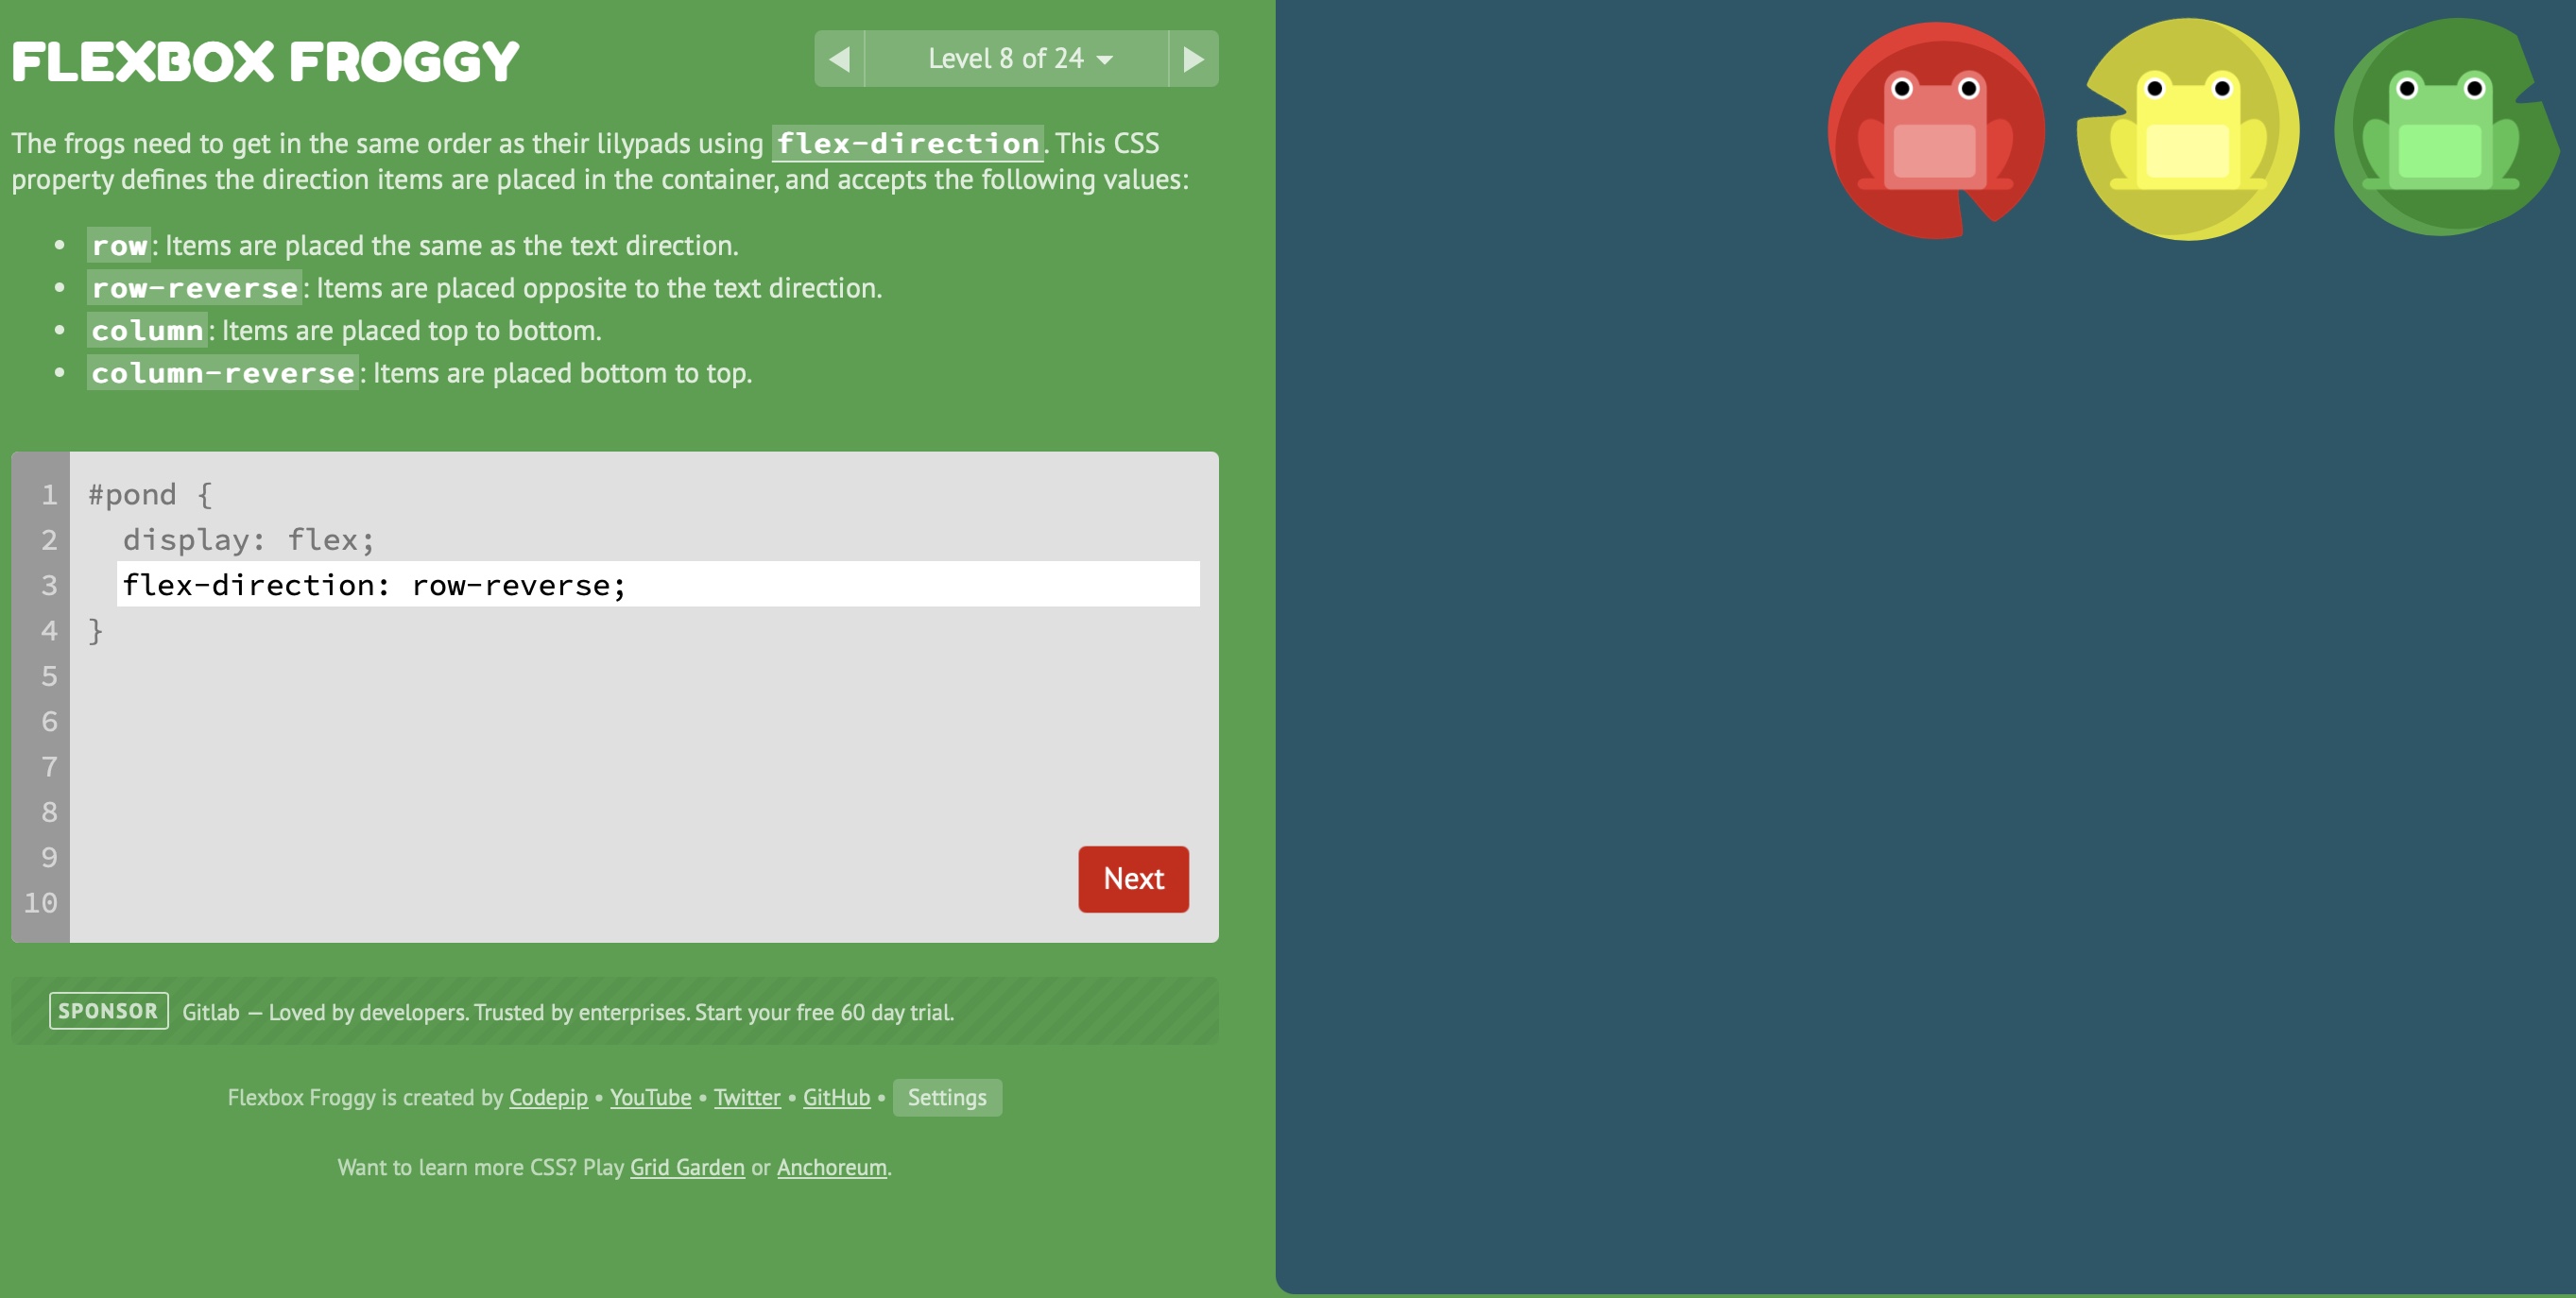 FLEXBOX FROGGY
Level 8 of 24
The frogs need to get in the same order as their lilypads using flex-direction. This CSS
property defines the direction items are placed in the container, and accepts the following values:
• row: Items are placed the same as the text direction.
• row-reverse: Items are placed opposite to the text direction.
• column: Items are placed top to bottom.
• column-reverse: Items are placed bottom to top.
1 #pond {
2 display: flex;
3 flex-direction: row-reverse;
4 }
5
6
7
8
9
10
Next
SPONSOR Gitlab — Loved by developers. Trusted by enterprises. Start your free 60 day trial.
Flexbox Froggy is created by Codepip • YouTube • Twitter • GitHub • Settings
Want to learn more CSS? Play Grid Garden or Anchoreum.